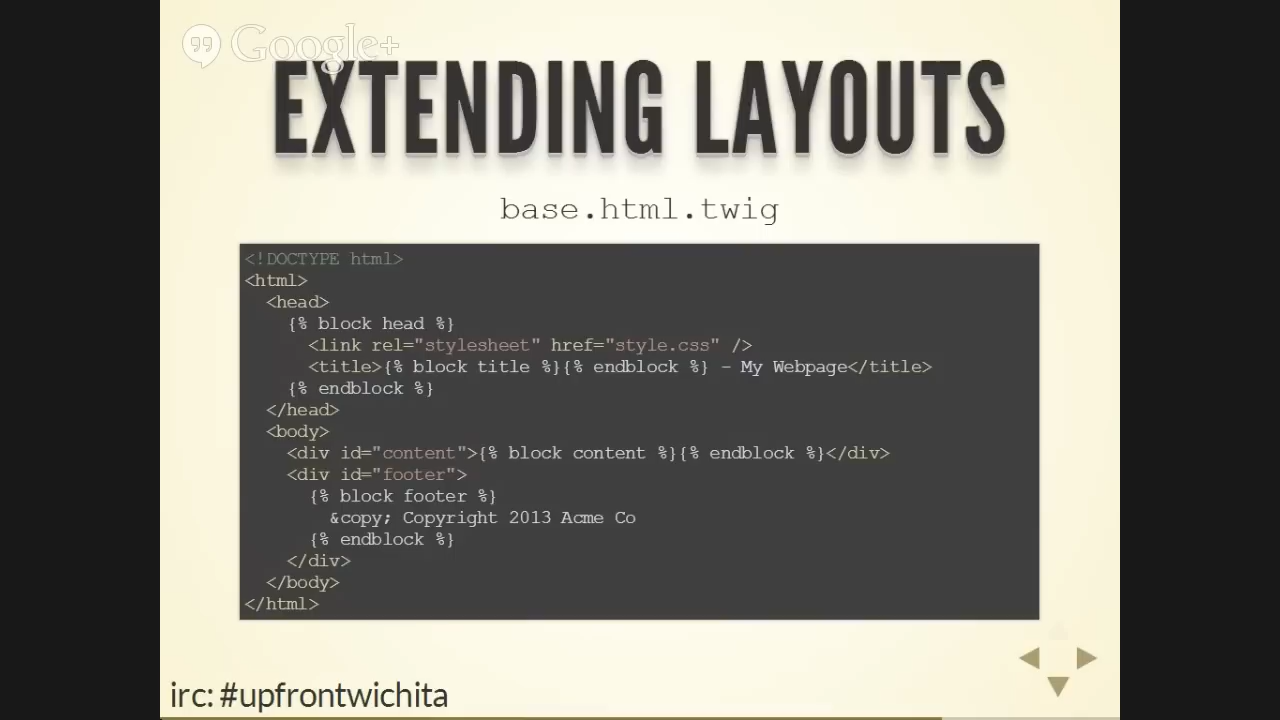 Google+
EXTENDING LAYOUTS
base.html.twig
<!DOCTYPE html>
<html>
  <head>
    {% block head %}
      <link rel="stylesheet" href="style.css" />
      <title>{% block title %}{% endblock %} - My Webpage</title>
    {% endblock %}
  </head>
  <body>
    <div id="content">{% block content %}{% endblock %}</div>
    <div id="footer">
      {% block footer %}
        &copy; Copyright 2013 Acme Co
      {% endblock %}
    </div>
  </body>
</html>
irc: #upfrontwichita